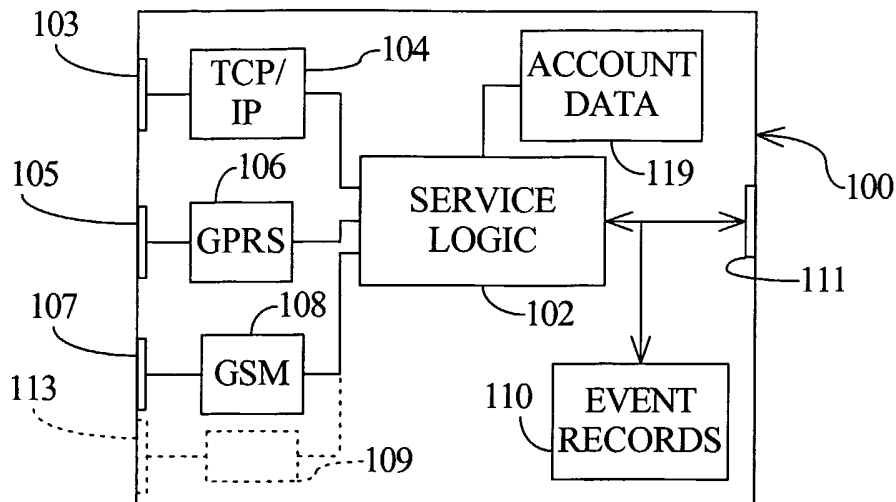 103
TCP/
IP
104
ACCOUNT
DATA
119
100
105
106
GPRS
SERVICE
LOGIC
102
111
107
108
GSM
113
109
110
EVENT
RECORDS